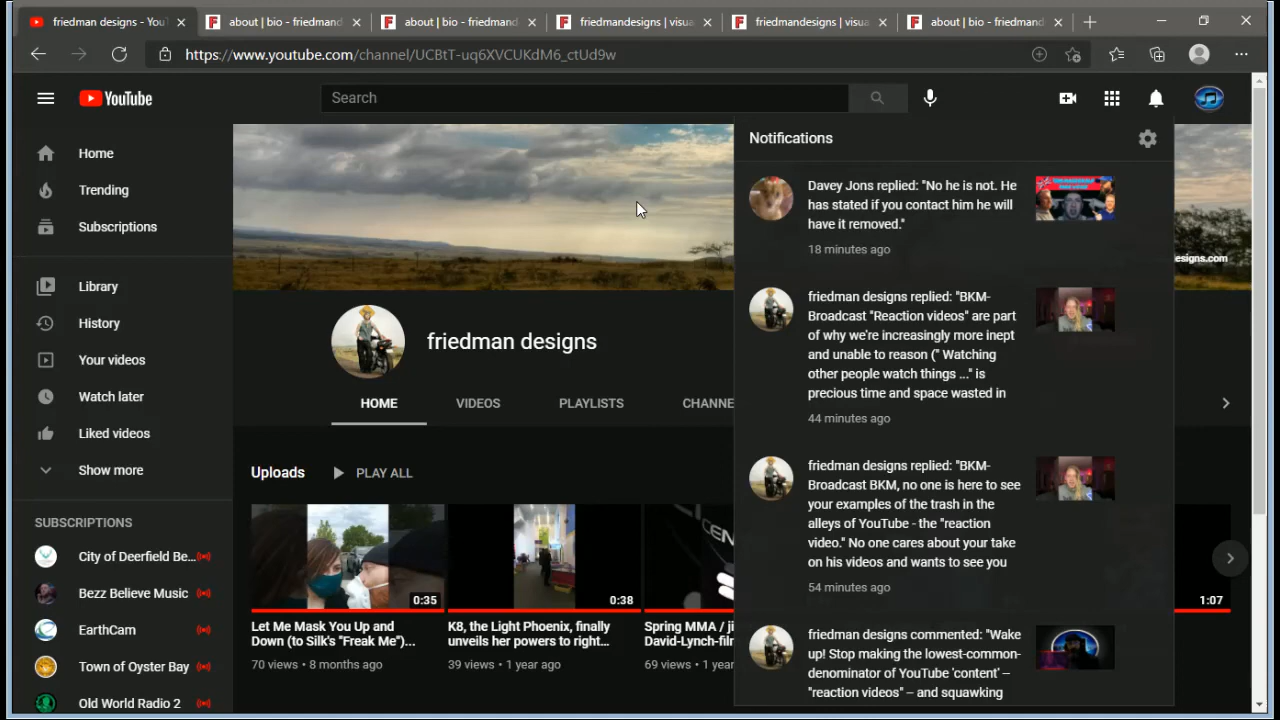 friedman designs - You
about | bio - friedmand
about | bio - friedmand
friedmandesigns | visua
friedmandesigns | visua
about | bio - friedmand
https://www.youtube.com/channel/UCBtT-uq6XVCUKdM6_ctUd9w
YouTube
Search
Home
Trending
Subscriptions
Library
History
Your videos
Watch later
Liked videos
Show more
SUBSCRIPTIONS
City of Deerfield Be...
Bezz Believe Music
EarthCam
Town of Oyster Bay
Old World Radio 2
esigns.com
friedman designs
HOME
VIDEOS
PLAYLISTS
CHANNE
Uploads
PLAY ALL
0:35
Let Me Mask You Up and
Down (to Silk's "Freak Me")...
70 views • 8 months ago
0:38
K8, the Light Phoenix, finally
unveils her powers to right...
39 views • 1 year ago
CEN
Spring MMA / ji
David-Lynch-fil
69 views • 1 year
1:07
Notifications
Davey Jons replied: "No he is not. He
has stated if you contact him he will
have it removed."
18 minutes ago
friedman designs replied: "BKM-
Broadcast "Reaction videos" are part
of why we're increasingly more inept
and unable to reason (" Watching
other people watch things ..." is
precious time and space wasted in
44 minutes ago
friedman designs replied: "BKM-
Broadcast BKM, no one is here to see
your examples of the trash in the
alleys of YouTube - the "reaction
video." No one cares about your take
on his videos and wants to see you
54 minutes ago
friedman designs commented: "Wake
up! Stop making the lowest-common-
denominator of YouTube 'content' –
"reaction videos" – and squawking